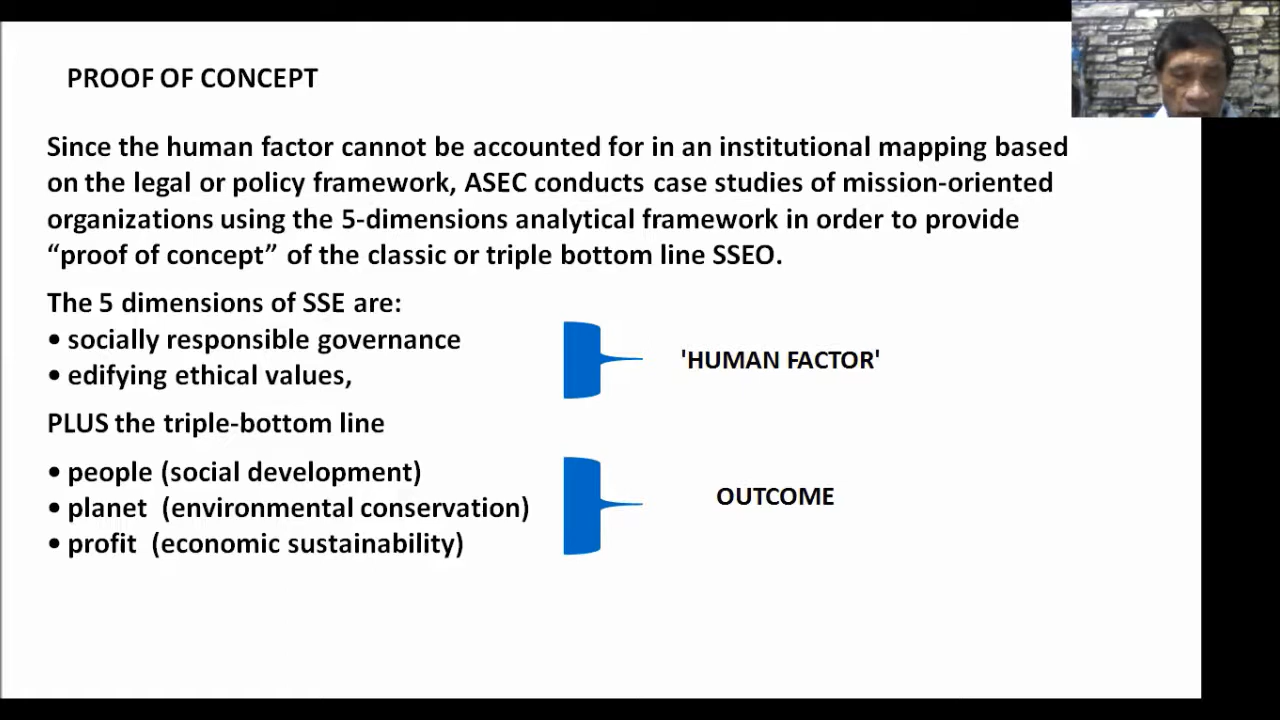 PROOF OF CONCEPT
Since the human factor cannot be accounted for in an institutional mapping based
on the legal or policy framework, ASEC conducts case studies of mission-oriented
organizations using the 5-dimensions analytical framework in order to provide
“proof of concept” of the classic or triple bottom line SSEO.
The 5 dimensions of SSE are:
• socially responsible governance
• edifying ethical values,
'HUMAN FACTOR'
PLUS the triple-bottom line
• people (social development)
• planet (environmental conservation)
• profit (economic sustainability)
OUTCOME